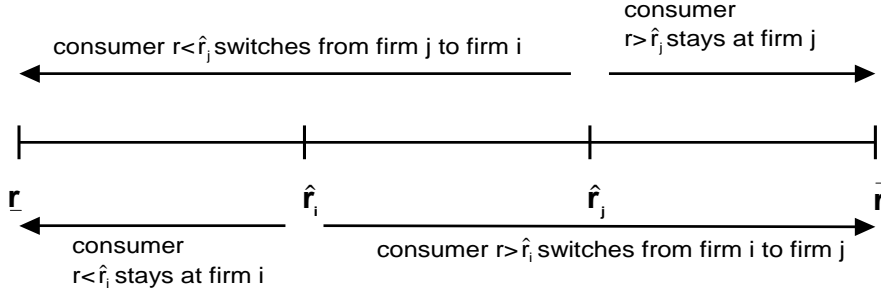 consumer
consumer r<r̂ⱼ switches from firm j to firm i
r>r̂ⱼ stays at firm j
r̲ r̂ᵢ r̂ⱼ r̄
consumer
consumer r>r̂ᵢ switches from firm i to firm j
r<r̂ᵢ stays at firm i